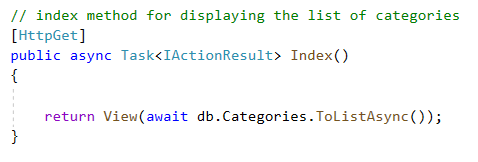 // index method for displaying the list of categories
[HttpGet]
public async Task<IActionResult> Index()
{
return View(await db.Categories.ToListAsync());
}